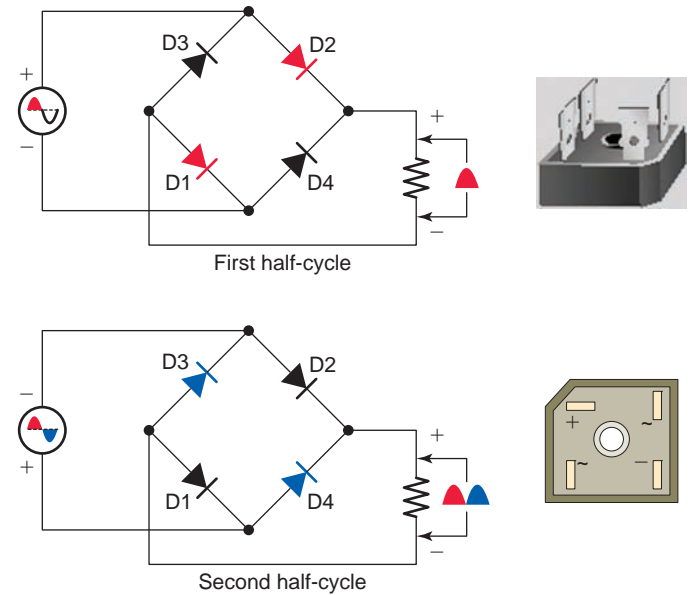 D3
D2
+
+
−
D1
D4
−
First half-cycle
D3
D2
−
+
+
~
+
D1
D4
~
−
−
Second half-cycle